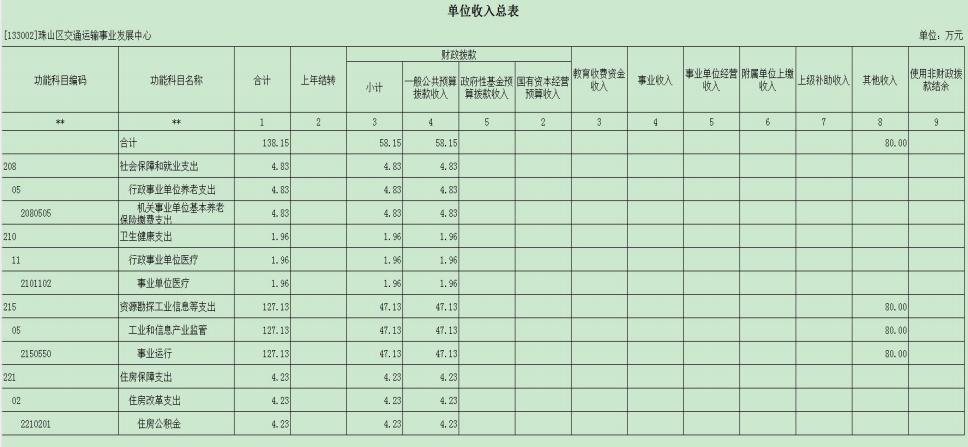 单位收入总表
[133002]珠山区交通运输事业发展中心 单位：万元
功能科目编码 功能科目名称 合计 上年结转 财政拨款 教育收费资金收入 事业收入 事业单位经营收入 附属单位上缴收入 上级补助收入 其他收入 使用非财政拨款结余
小计 一般公共预算拨款收入 政府性基金预算拨款收入 国有资本经营预算收入
** ** 1 2 3 4 5 2 3 4 5 6 7 8 9
合计 138.15 58.15 58.15 80.00
208 社会保障和就业支出 4.83 4.83 4.83
05 行政事业单位养老支出 4.83 4.83 4.83
2080505 机关事业单位基本养老保险缴费支出 4.83 4.83 4.83
210 卫生健康支出 1.96 1.96 1.96
11 行政事业单位医疗 1.96 1.96 1.96
2101102 事业单位医疗 1.96 1.96 1.96
215 资源勘探工业信息等支出 127.13 47.13 47.13 80.00
05 工业和信息产业监管 127.13 47.13 47.13 80.00
2150550 事业运行 127.13 47.13 47.13 80.00
221 住房保障支出 4.23 4.23 4.23
02 住房改革支出 4.23 4.23 4.23
2210201 住房公积金 4.23 4.23 4.23